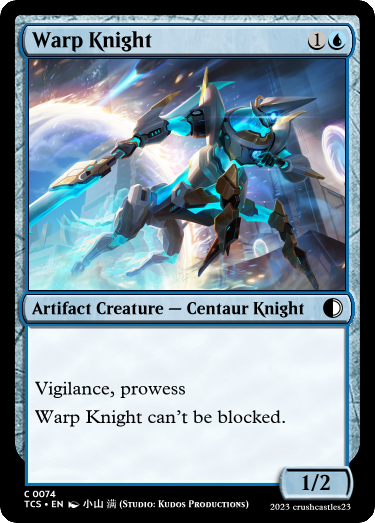 Warp Knight 1
Artifact Creature — Centaur Knight
Vigilance, prowess
Warp Knight can't be blocked.
1/2
C 0074
TCS • EN 小山 满 (Studio: Kudos Productions)
2023 crushcastles23